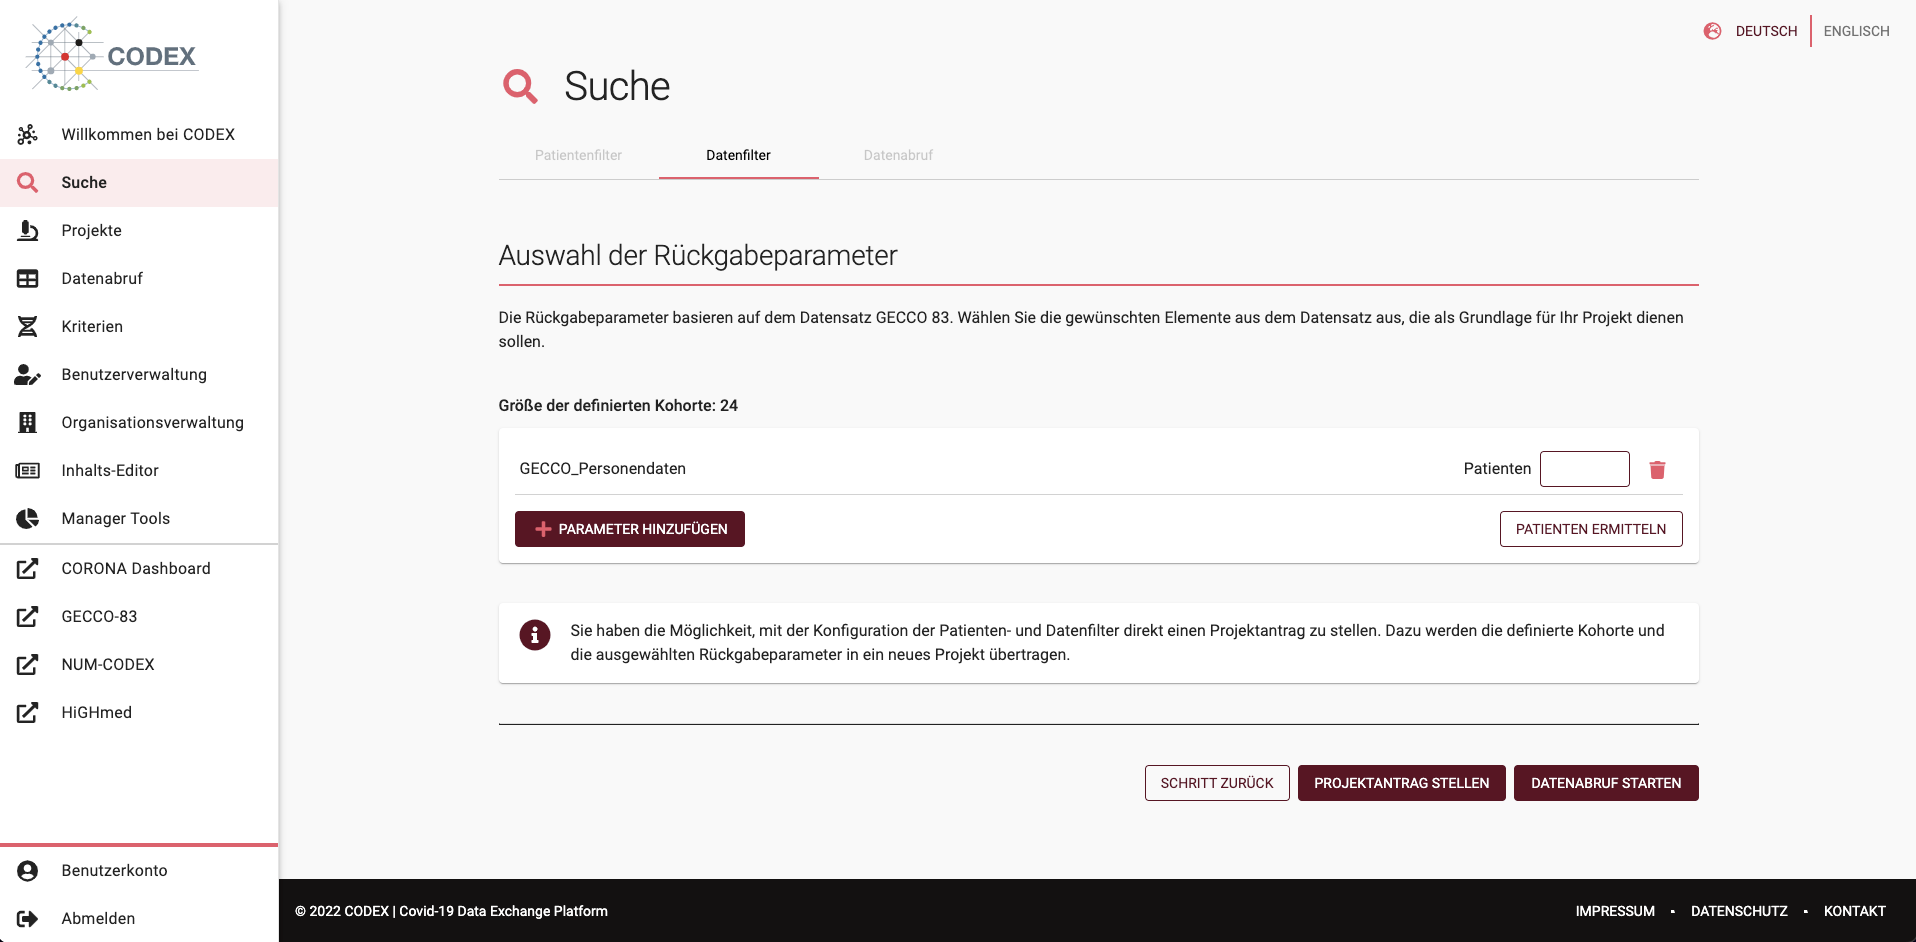 CODEX
Willkommen bei CODEX
Suche
Projekte
Datenabruf
Kriterien
Benutzerverwaltung
Organisationsverwaltung
Inhalts-Editor
Manager Tools
CORONA Dashboard
GECCO-83
NUM-CODEX
HiGHmed
Benutzerkonto
Abmelden
DEUTSCH ENGLISCH
Suche
Patientenfilter Datenfilter Datenabruf
Auswahl der Rückgabeparameter
Die Rückgabeparameter basieren auf dem Datensatz GECCO 83. Wählen Sie die gewünschten Elemente aus dem Datensatz aus, die als Grundlage für Ihr Projekt dienen
sollen.
Größe der definierten Kohorte: 24
GECCO_Personendaten Patienten
PARAMETER HINZUFÜGEN PATIENTEN ERMITTELN
Sie haben die Möglichkeit, mit der Konfiguration der Patienten- und Datenfilter direkt einen Projektantrag zu stellen. Dazu werden die definierte Kohorte und
die ausgewählten Rückgabeparameter in ein neues Projekt übertragen.
SCHRITT ZURÜCK PROJEKTANTRAG STELLEN DATENABRUF STARTEN
© 2022 CODEX | Covid-19 Data Exchange Platform IMPRESSUM • DATENSCHUTZ • KONTAKT